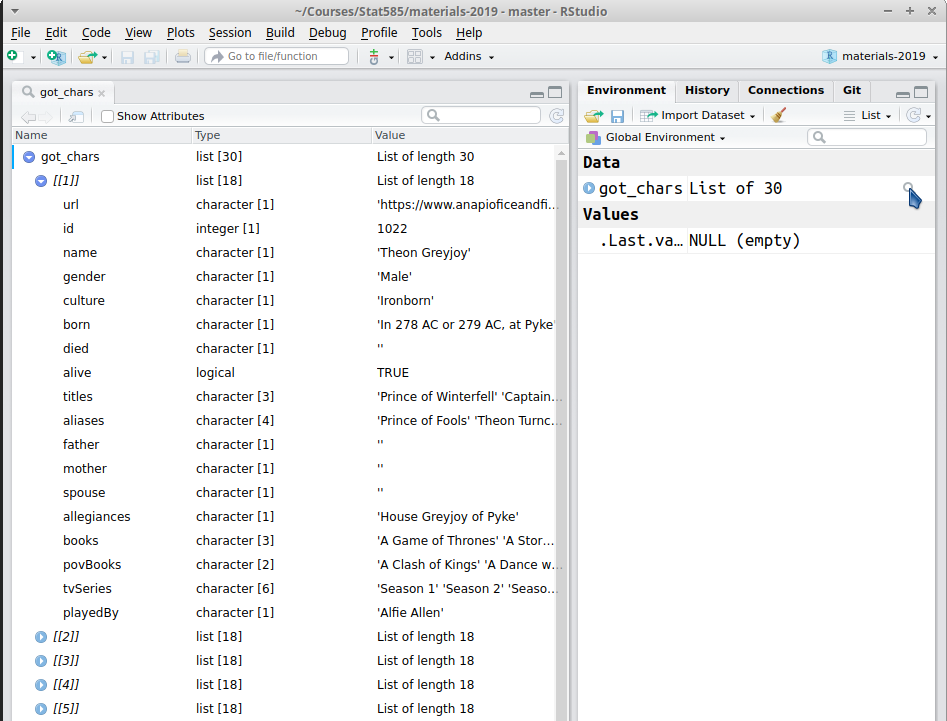 ~/Courses/Stat585/materials-2019 - master - RStudio
File Edit Code View Plots Session Build Debug Profile Tools Help
Go to file/function Addins materials-2019
got_chars
Show Attributes
Name Type Value
got_chars list [30] List of length 30
[[1]] list [18] List of length 18
url character [1] 'https://www.anapioficeandfi...
id integer [1] 1022
name character [1] 'Theon Greyjoy'
gender character [1] 'Male'
culture character [1] 'Ironborn'
born character [1] 'In 278 AC or 279 AC, at Pyke'
died character [1] ''
alive logical TRUE
titles character [3] 'Prince of Winterfell' 'Captain...
aliases character [4] 'Prince of Fools' 'Theon Turnc...
father character [1] ''
mother character [1] ''
spouse character [1] ''
allegiances character [1] 'House Greyjoy of Pyke'
books character [3] 'A Game of Thrones' 'A Stor...
povBooks character [2] 'A Clash of Kings' 'A Dance w...
tvSeries character [6] 'Season 1' 'Season 2' 'Seaso...
playedBy character [1] 'Alfie Allen'
[[2]] list [18] List of length 18
[[3]] list [18] List of length 18
[[4]] list [18] List of length 18
[[5]] list [18] List of length 18
Environment History Connections Git
Import Dataset List
Global Environment
Data
got_chars List of 30
Values
.Last.va… NULL (empty)